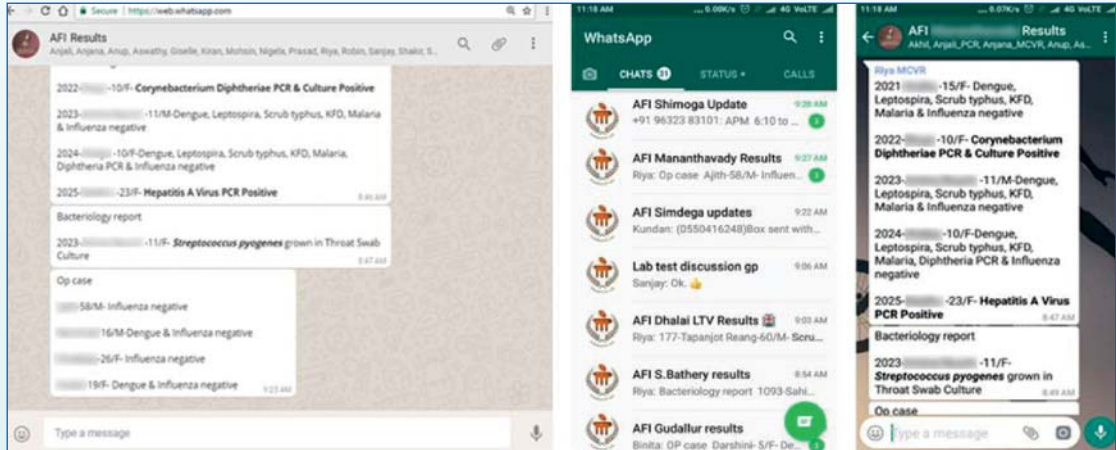 Secure | https://web.whatsapp.com
AFI Results
Anjali, Anjana, Anup, Aswathy, Giselle, Kiran, Mohsin, Nigela, Prasad, Riya, Robin, Sanjay, Shakir, S...
2022- -10/F- Corynebacterium Diphtheriae PCR & Culture Positive
2023- -11/M-Dengue, Leptospira, Scrub typhus, KFD, Malaria
& Influenza negative
2024- -10/F-Dengue, Leptospira, Scrub typhus, KFD, Malaria,
Diphtheria PCR & Influenza negative
2025- -23/F- Hepatitis A Virus PCR Positive
8:46 AM
Bacteriology report
2023- -11/F- Streptococcus pyogenes grown in Throat Swab
Culture
8:47 AM
Op case
58/M- Influenza negative
16/M-Dengue & Influenza negative
-26/F- Influenza negative
19/F- Dengue & Influenza negative
9:23 AM
Type a message
11:18 AM ...6.00K/s 4G VoLTE
WhatsApp
CHATS 31 STATUS • CALLS
AFI Shimoga Update 9:28 AM
+91 96323 83101: APM 6:10 to ...
AFI Mananthavady Results 9:27 AM
Riya: Op case Ajith-58/M- Influen...
AFI Simdega updates 9:22 AM
Kundan: (0550416248)Box sent with...
Lab test discussion gp 9:06 AM
Sanjay: Ok. 👍
AFI Dhalai LTV Results 9:03 AM
Riya: 177-Tapanjot Reang-60/M- Scru...
AFI S.Bathery results 8:54 AM
Riya: Bacteriology report 1093-Sahi...
AFI Gudallur results
Binita: OP case Darshini- 5/F- De...
11:18 AM ...0.07K/s 4G VoLTE
AFI Results
Akhil, Anjali_PCR, Anjana_MCVR, Anup, As...
Riya MCVR
2021 -15/F- Dengue,
Leptospira, Scrub typhus, KFD,
Malaria & Influenza negative
2022- -10/F- Corynebacterium
Diphtheriae PCR & Culture Positive
2023- -11/M-Dengue,
Leptospira, Scrub typhus, KFD,
Malaria & Influenza negative
2024- -10/F-Dengue,
Leptospira, Scrub typhus, KFD,
Malaria, Diphtheria PCR & Influenza
negative
2025- -23/F- Hepatitis A Virus
PCR Positive
8:47 AM
Bacteriology report
2023 -11/F-
Streptococcus pyogenes grown in
Throat Swab Culture
8:49 AM
Op case
Type a message